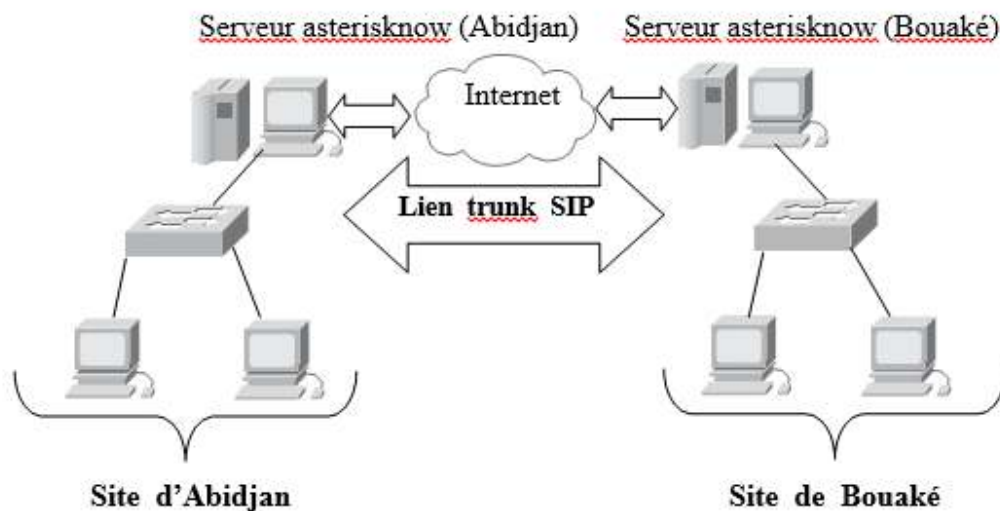 Serveur asterisknow (Abidjan)
Serveur asterisknow (Bouaké)
Internet
Lien trunk SIP
Site d’Abidjan
Site de Bouaké